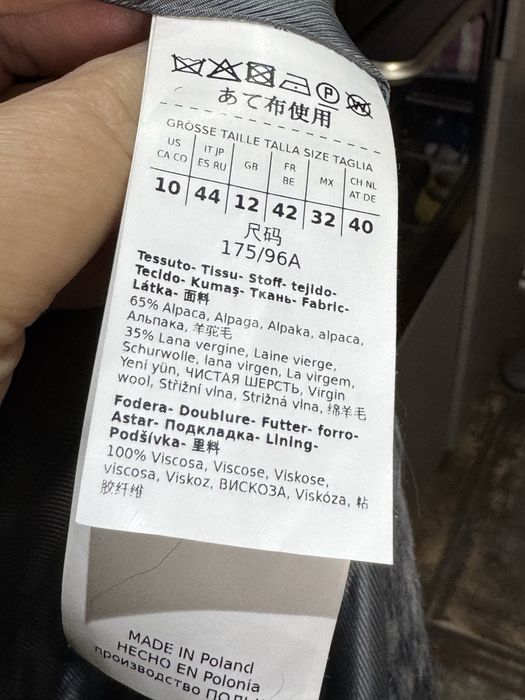 P
W
あて布使用
GRÖSSE TAILLE TALLA SIZE TAGLIA
US CA CO IT JP ES RU GR FR BE MX CH NL AT DE
10 44 12 42 32 40
尺码
175/96A
Tessuto- Tissu- Stoff- tejido-
Tecido- Kumaş- Ткань- Fabric-
Látka- 面料
65% Alpaca, Alpaga, Alpaka, alpaca,
Альпака, 羊驼毛
35% Lana vergine, Laine vierge,
Schurwolle, lana virgen, La virgem,
Yeni yün, ЧИСТАЯ ШЕРСТЬ, Virgin
wool, Střižní vlna, Strižná vlna, 绵羊毛
Fodera- Doublure- Futter- forro-
Astar- Подкладка- Lining-
Podšívka- 里料
100% Viscosa, Viscose, Viskose,
viscosa, Viskoz, ВИСКОЗА, Viskóza, 粘
胶纤维
MADE IN Poland
HECHO EN Polonia
производство